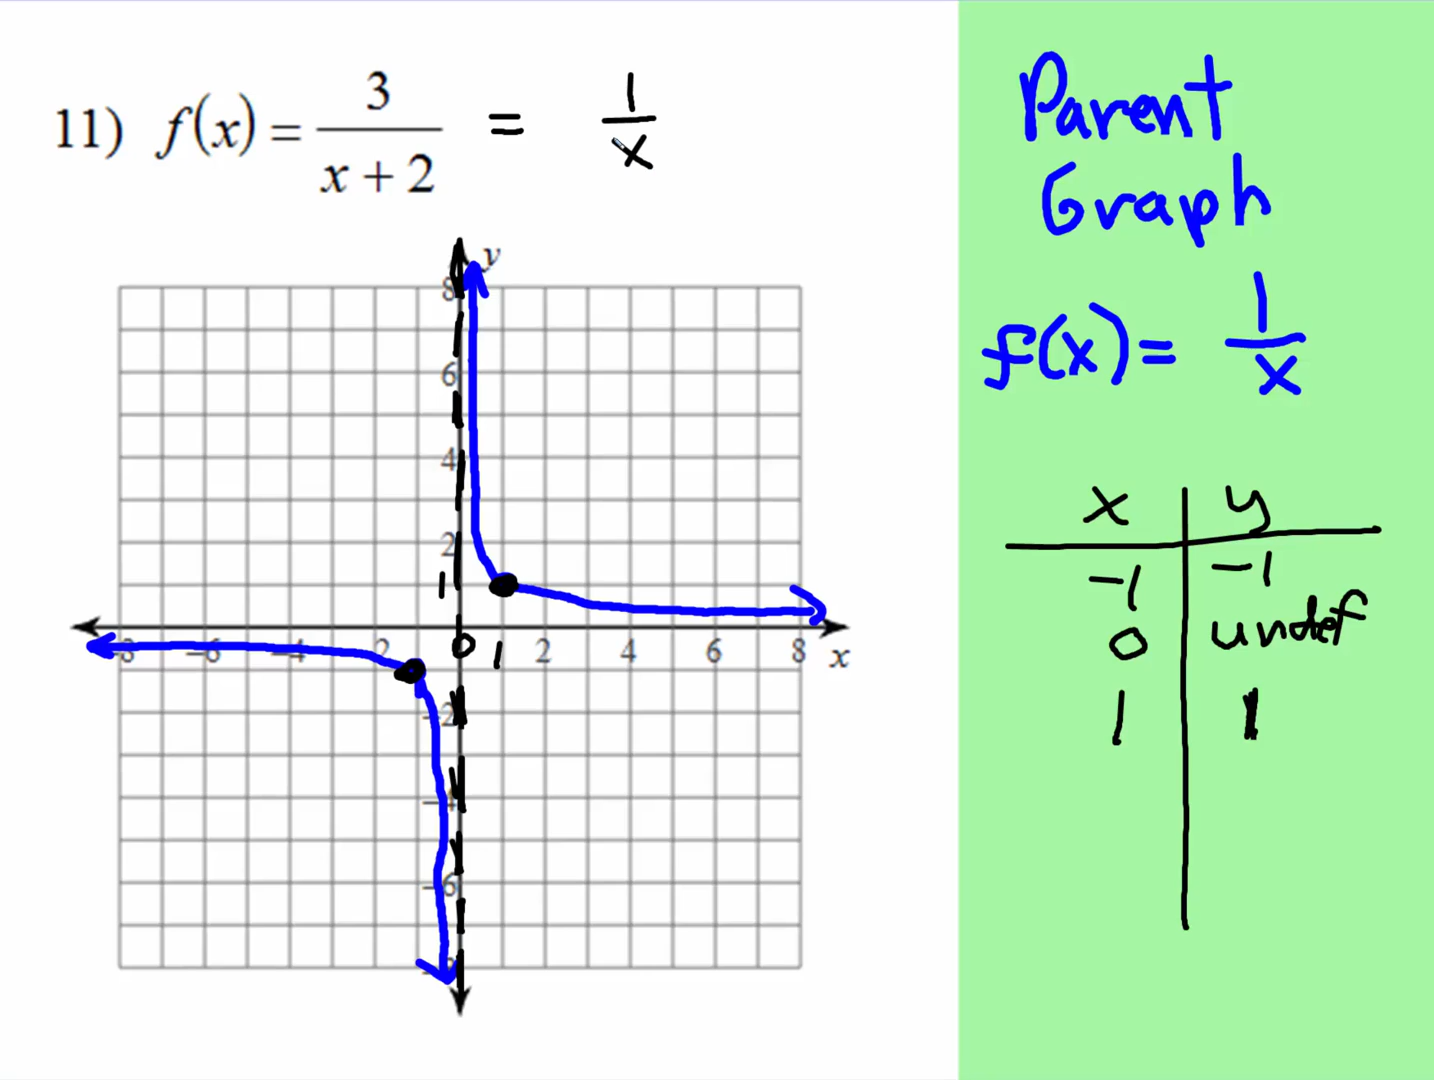 11) f(x) = 3/(x + 2) = 1/x
y
8
6
4
2
1
-8 -6 -4 -2 0 1 2 4 6 8 x
-2
-4
-6
Parent
Graph
f(x) = 1/x
x y
-1 -1
0 undef
1 1